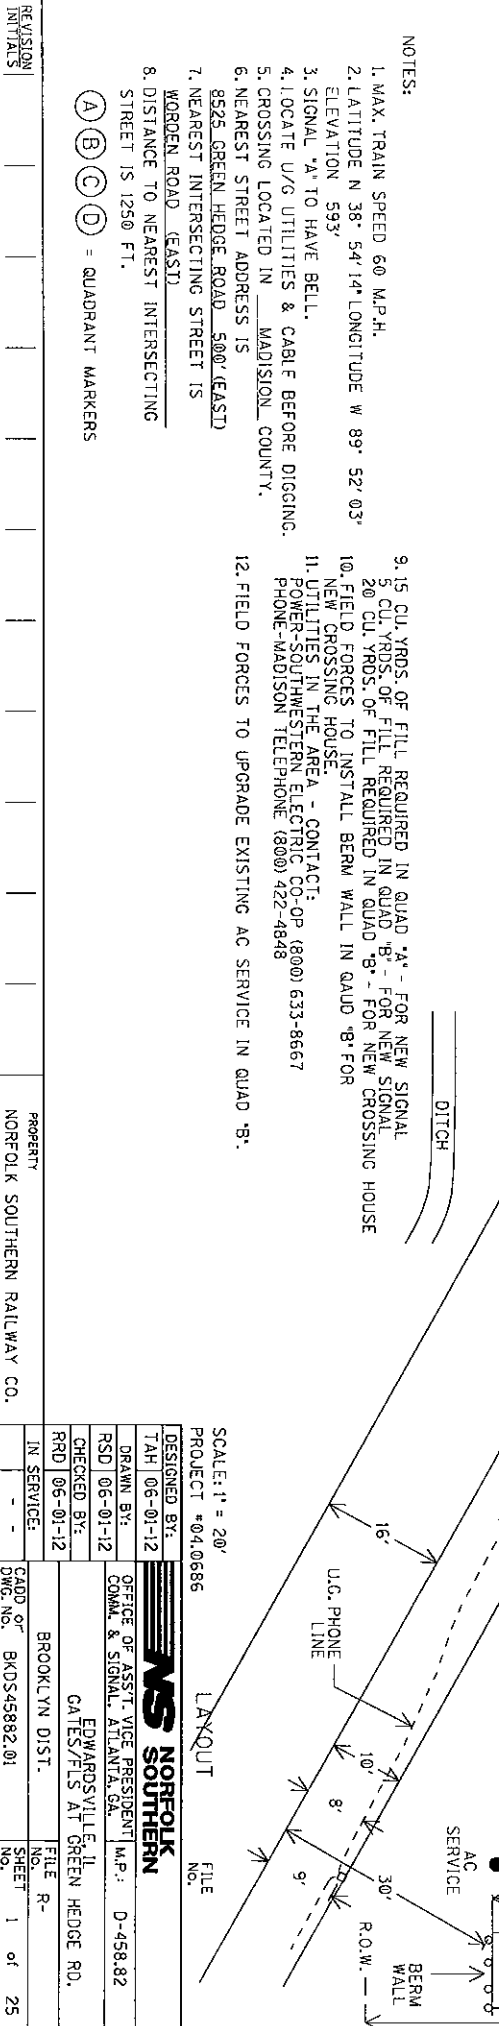 NOTES:
1. MAX. TRAIN SPEED 60 M.P.H.
2. LATITUDE N 38° 54' 14" LONGITUDE W 89° 52' 03"
ELEVATION 593'
3. SIGNAL "A" TO HAVE BELL.
4. LOCATE U/G UTILITIES & CABLE BEFORE DIGGING.
5. CROSSING LOCATED IN MADISION COUNTY.
6. NEAREST STREET ADDRESS IS
8525 GREEN HEDGE ROAD 500' (EAST)
7. NEAREST INTERSECTING STREET IS
WORDEN ROAD (EAST)
8. DISTANCE TO NEAREST INTERSECTING
STREET IS 1250 FT.
A B C D = QUADRANT MARKERS
9. 15 CU. YRDS. OF FILL REQUIRED IN QUAD "A" - FOR NEW SIGNAL
5 CU. YRDS. OF FILL REQUIRED IN QUAD "B" - FOR NEW SIGNAL
20 CU. YRDS. OF FILL REQUIRED IN QUAD "B" - FOR NEW CROSSING HOUSE
10. FIELD FORCES TO INSTALL BERM WALL IN QAUD "B" FOR
NEW CROSSING HOUSE.
11. UTILITIES IN THE AREA - CONTACT:
POWER-SOUTHWESTERN ELECTRIC CO-OP (800) 633-8667
PHONE-MADISON TELEPHONE (800) 422-4848
12. FIELD FORCES TO UPGRADE EXISTING AC SERVICE IN QUAD "B".
DITCH
16'
U.G. PHONE
LINE
10'
8'
30'
9'
AC
SERVICE
BERM
WALL
R.O.W.
SCALE: 1" = 20'
PROJECT #04.0686
LAYOUT
FILE
No.
REVISION
INITIALS
PROPERTY
NORFOLK SOUTHERN RAILWAY CO.
DESIGNED BY:
TAH 06-01-12
DRAWN BY:
RSD 06-01-12
CHECKED BY:
RRD 06-01-12
IN SERVICE:
- -
NS NORFOLK
SOUTHERN
OFFICE OF ASS'T. VICE PRESIDENT
COMM. & SIGNAL, ATLANTA, GA.
M.P.: D-458.82
EDWARDSVILLE, IL
GATES/FLS AT GREEN HEDGE RD.
BROOKLYN DIST.
FILE
No. R-
CADD or
DWG. No. BKDS45882.01
SHEET
No. 1 of 25